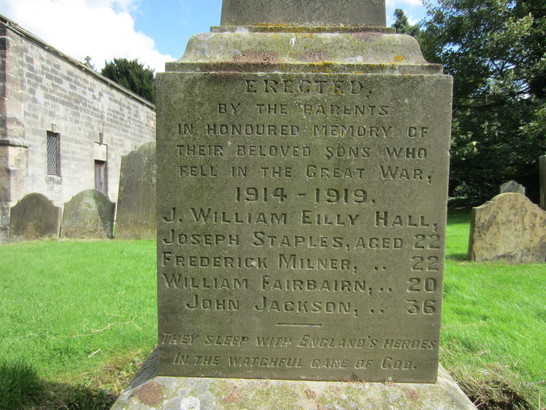 ERECTED,
BY THE PARENTS
IN HONOURED MEMORY OF
THEIR BELOVED SONS WHO
FELL IN THE GREAT WAR,
1914-1919.
J. WILLIAM EILLY HALL,
JOSEPH STAPLES, AGED 22
FREDERICK MILNER, .. 22
WILLIAM FAIRBAIRN, .. 20
JOHN JACKSON, .. 36
THEY SLEEP WITH ENGLAND'S HEROES
IN THE WATCHFUL CARE OF GOD.